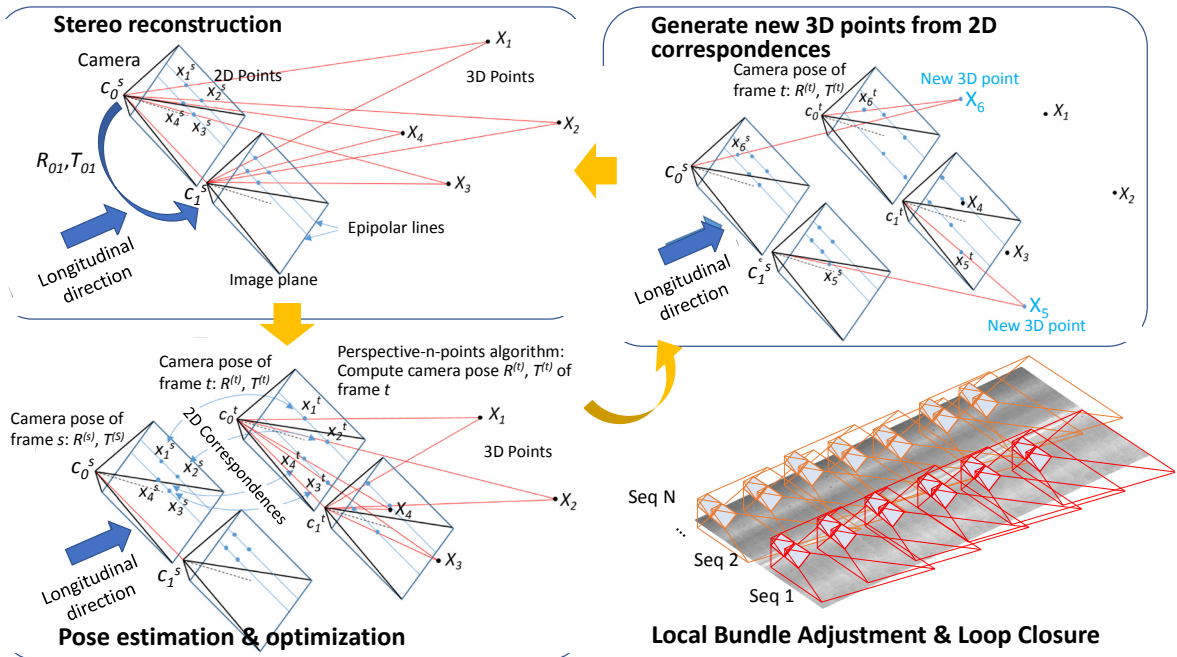 Stereo reconstruction
Camera
2D Points
3D Points
x₁ˢ
x₂ˢ
x₄ˢ
x₃ˢ
c₀ˢ
c₁ˢ
X₁
X₂
X₄
X₃
R₀₁,T₀₁
Longitudinal
direction
Epipolar lines
Image plane
Generate new 3D points from 2D
correspondences
Camera pose of
frame t: R⁽ᵗ⁾, T⁽ᵗ⁾
New 3D point
X₆
x₆ᵗ
c₀ᵗ
X₁
x₆ˢ
c₀ˢ
X₂
X₄
c₁ᵗ
X₃
x₅ᵗ
c₁ˢ
x₅ˢ
Longitudinal
direction
X₅
New 3D point
Camera pose of
frame t: R⁽ᵗ⁾, T⁽ᵗ⁾
Perspective-n-points algorithm:
Compute camera pose R⁽ᵗ⁾, T⁽ᵗ⁾ of
frame t
Camera pose of
frame s: R⁽ˢ⁾, T⁽ˢ⁾
2D Correspondences
c₀ᵗ
x₁ᵗ
x₂ᵗ
x₄ᵗ
x₃ᵗ
c₁ᵗ
c₀ˢ
x₁ˢ
x₂ˢ
x₄ˢ
x₃ˢ
c₁ˢ
X₁
3D Points
X₂
X₄
X₃
Longitudinal
direction
Pose estimation & optimization
Seq N
...
Seq 2
Seq 1
Local Bundle Adjustment & Loop Closure